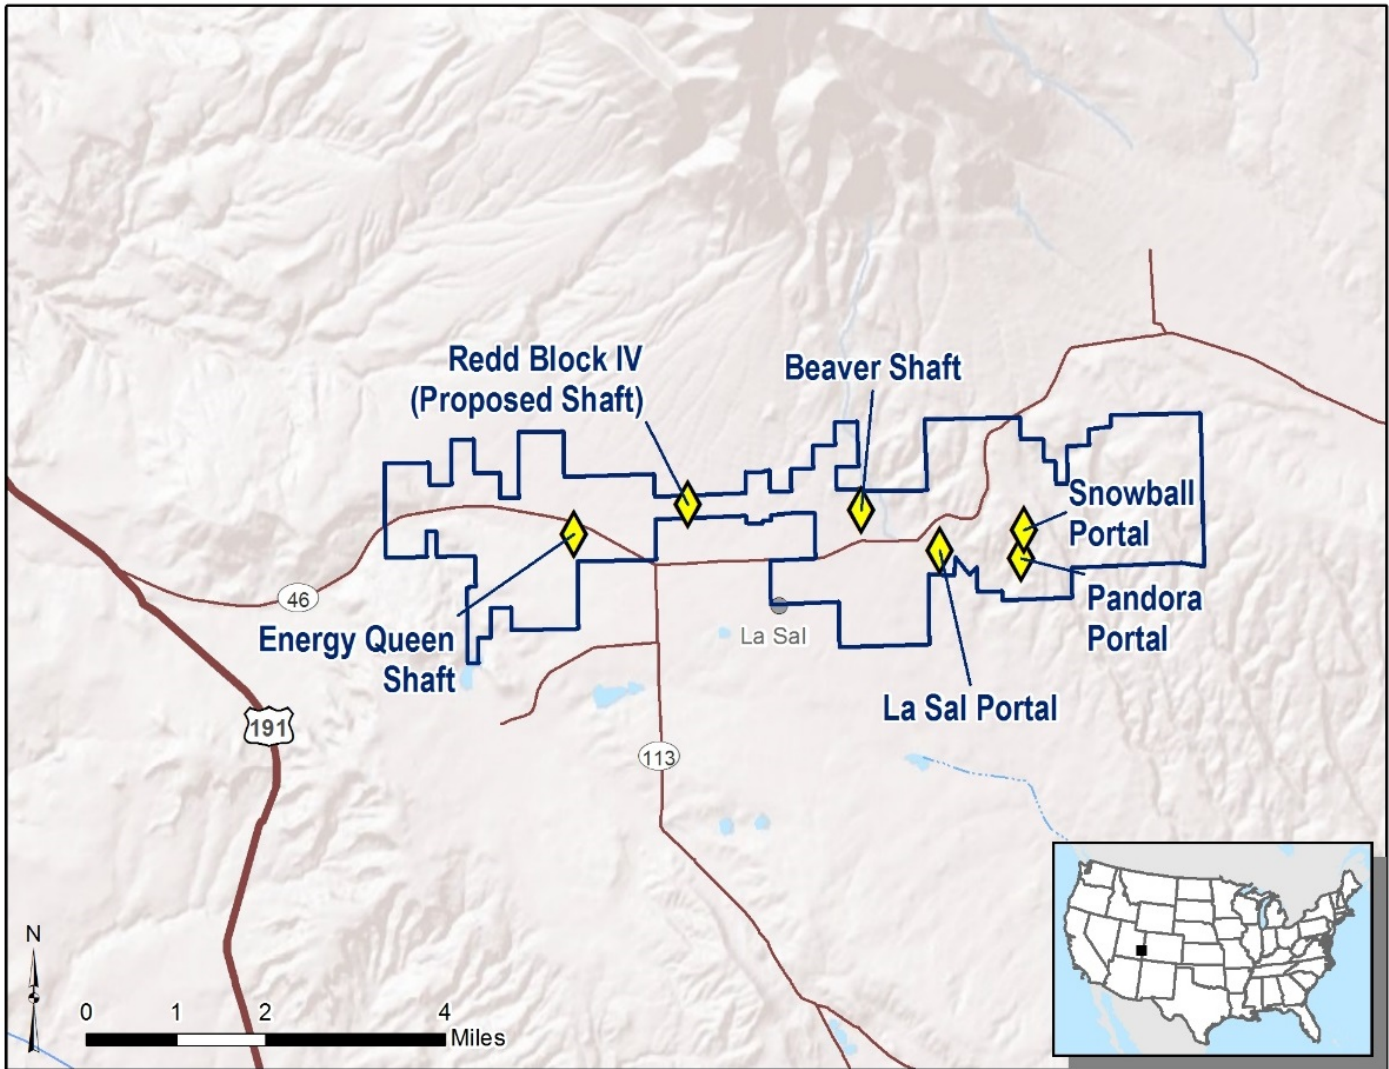 Redd Block IV
(Proposed Shaft)
Beaver Shaft
Snowball
Portal
46
Energy Queen
Shaft
La Sal
Pandora
Portal
La Sal Portal
191
113
N
0 1 2 4
Miles